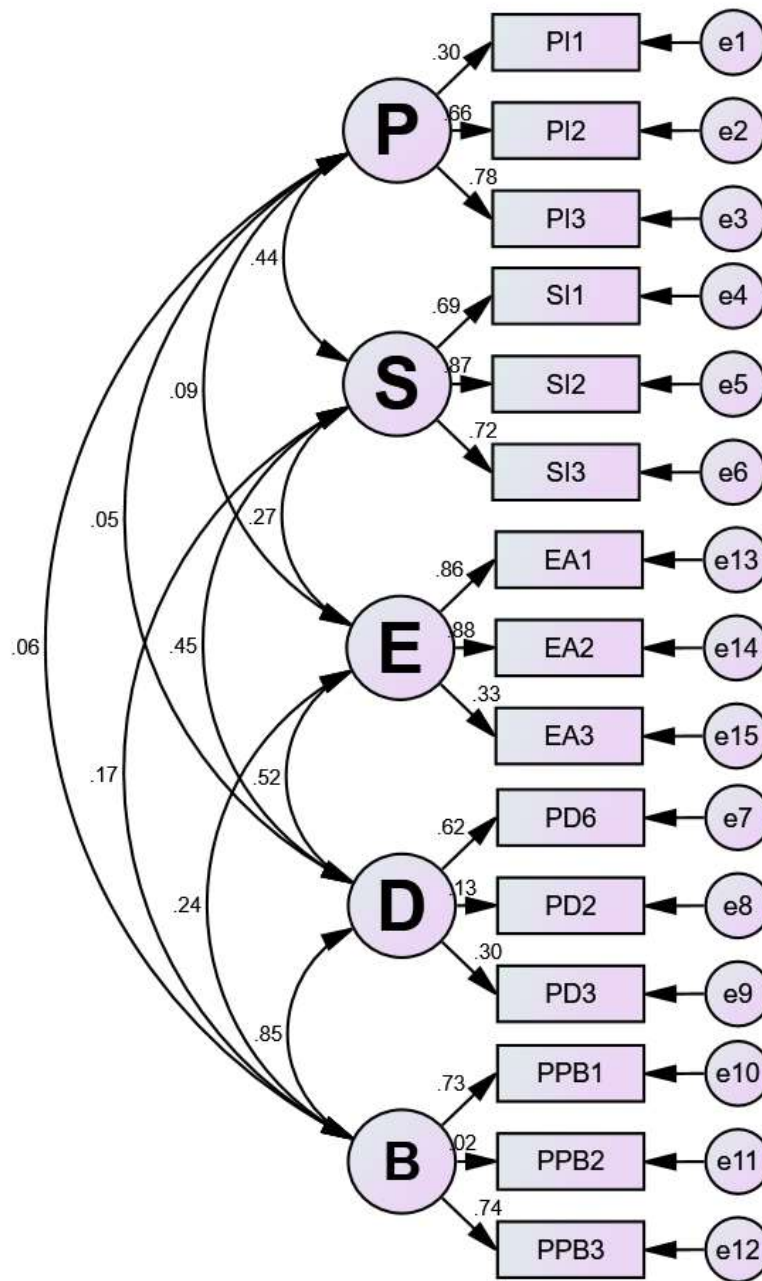 PI1
e1
.30
P
.66
PI2
e2
.78
PI3
e3
.44
SI1
e4
.69
S
.87
SI2
e5
.72
SI3
e6
.09
.05
.27
EA1
e13
.86
.06
.45
E
.88
EA2
e14
.33
EA3
e15
.17
.52
PD6
e7
.62
.24
D
.13
PD2
e8
.30
PD3
e9
.85
PPB1
e10
.73
B
.02
PPB2
e11
.74
PPB3
e12